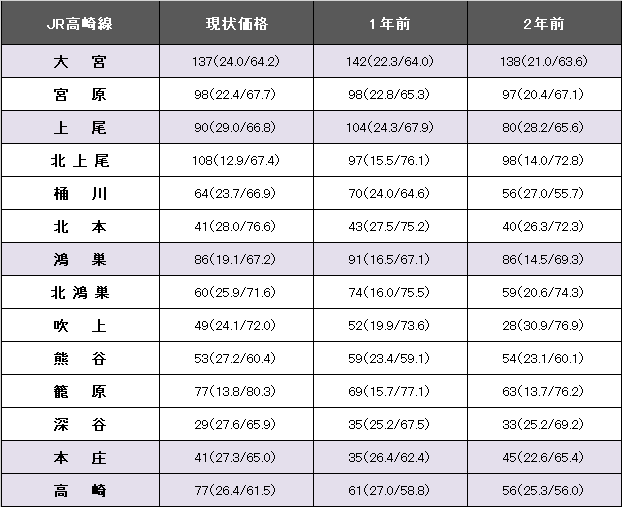 JR高崎線 現状価格 1年前 2年前
大宮 137(24.0/64.2) 142(22.3/64.0) 138(21.0/63.6)
宮原 98(22.4/67.7) 98(22.8/65.3) 97(20.4/67.1)
上尾 90(29.0/66.8) 104(24.3/67.9) 80(28.2/65.6)
北上尾 108(12.9/67.4) 97(15.5/76.1) 98(14.0/72.8)
桶川 64(23.7/66.9) 70(24.0/64.6) 56(27.0/55.7)
北本 41(28.0/76.6) 43(27.5/75.2) 40(26.3/72.3)
鴻巣 86(19.1/67.2) 91(16.5/67.1) 86(14.5/69.3)
北鴻巣 60(25.9/71.6) 74(16.0/75.5) 59(20.6/74.3)
吹上 49(24.1/72.0) 52(19.9/73.6) 28(30.9/76.9)
熊谷 53(27.2/60.4) 59(23.4/59.1) 54(23.1/60.1)
籠原 77(13.8/80.3) 69(15.7/77.1) 63(13.7/76.2)
深谷 29(27.6/65.9) 35(25.2/67.5) 33(25.2/69.2)
本庄 41(27.3/65.0) 35(26.4/62.4) 45(22.6/65.4)
高崎 77(26.4/61.5) 61(27.0/58.8) 56(25.3/56.0)